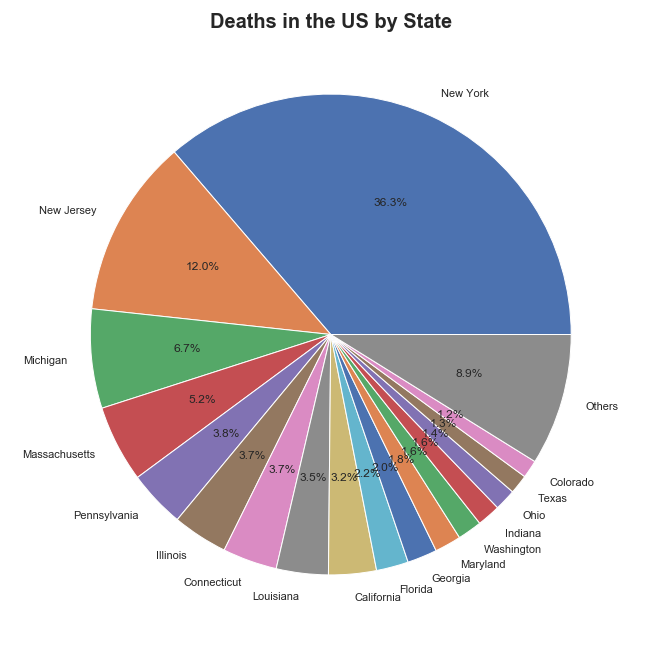 Deaths in the US by State
New York
36.3%
New Jersey
12.0%
Michigan
6.7%
Massachusetts
5.2%
Pennsylvania
3.8%
Illinois
3.7%
Connecticut
3.7%
Louisiana
3.5%
California
3.2%
Florida
2.2%
Georgia
2.0%
Maryland
1.8%
Washington
1.6%
Indiana
1.6%
Ohio
1.4%
Texas
1.3%
Colorado
1.2%
Others
8.9%